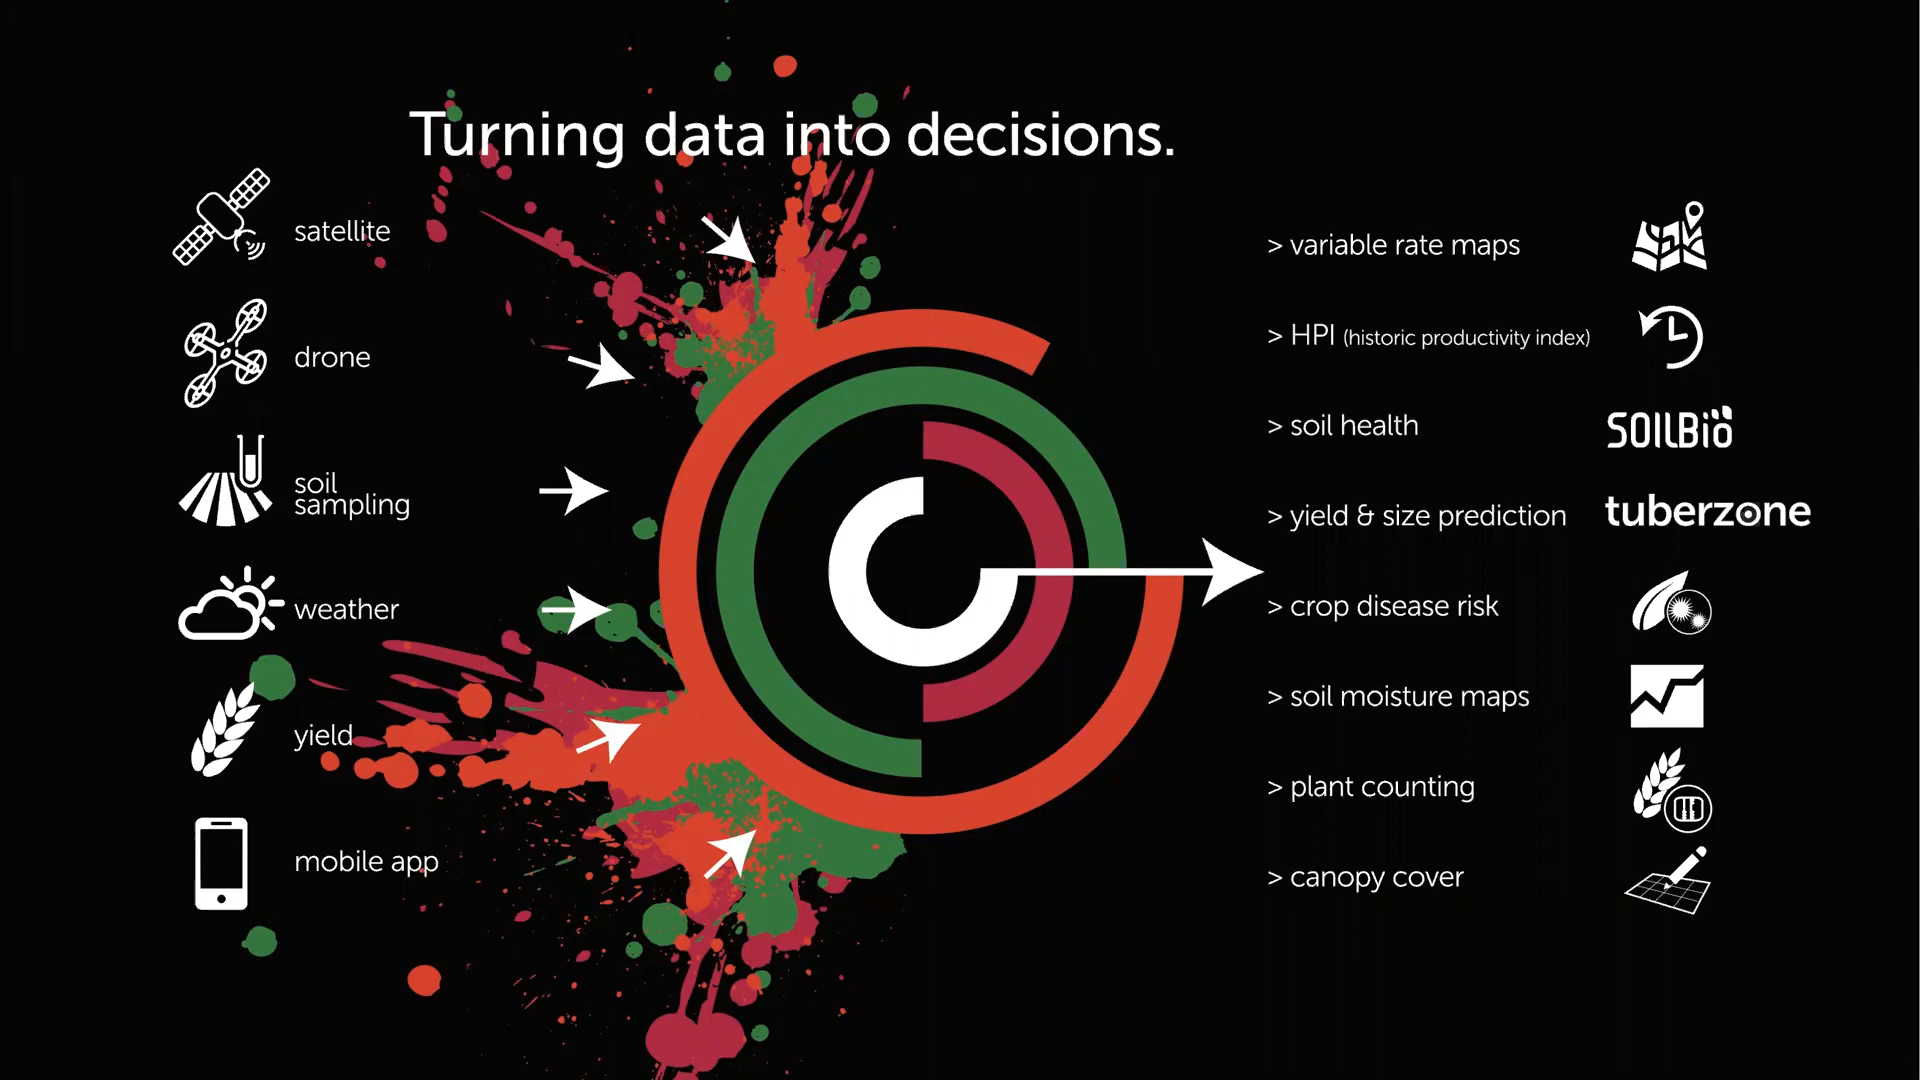 Turning data into decisions.
satellite
drone
soil
sampling
weather
yield
mobile app
> variable rate maps
> HPI (historic productivity index)
> soil health
SOILBio
> yield & size prediction
tuberzone
> crop disease risk
> soil moisture maps
> plant counting
> canopy cover